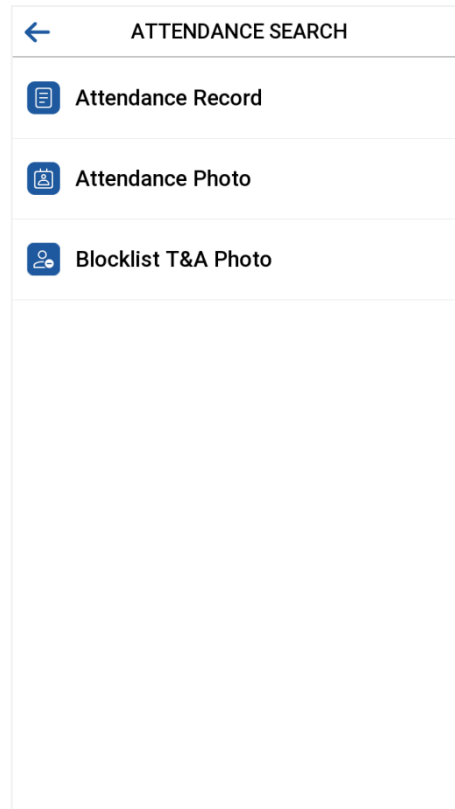 ATTENDANCE SEARCH
Attendance Record
Attendance Photo
Blocklist T&A Photo